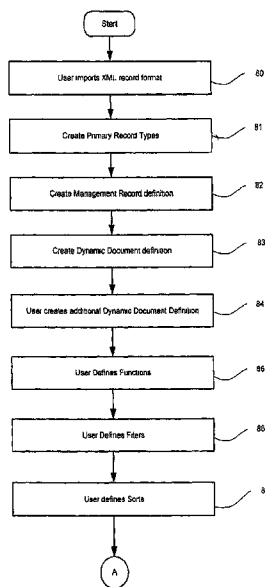 Start
User imports XML record format
80
Create Primary Record Types
81
Create Management Record definition
82
Create Dynamic Document definition
83
User creates additional Dynamic Document Definition
84
User Defines Functions
User Defines Filters
86
User defines Sorts
8
A